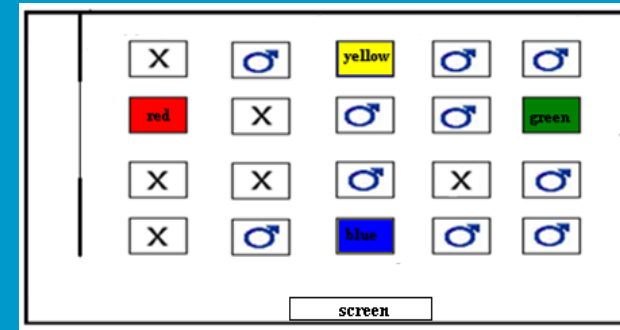 X yellow
red X green
X X X
X blue
screen